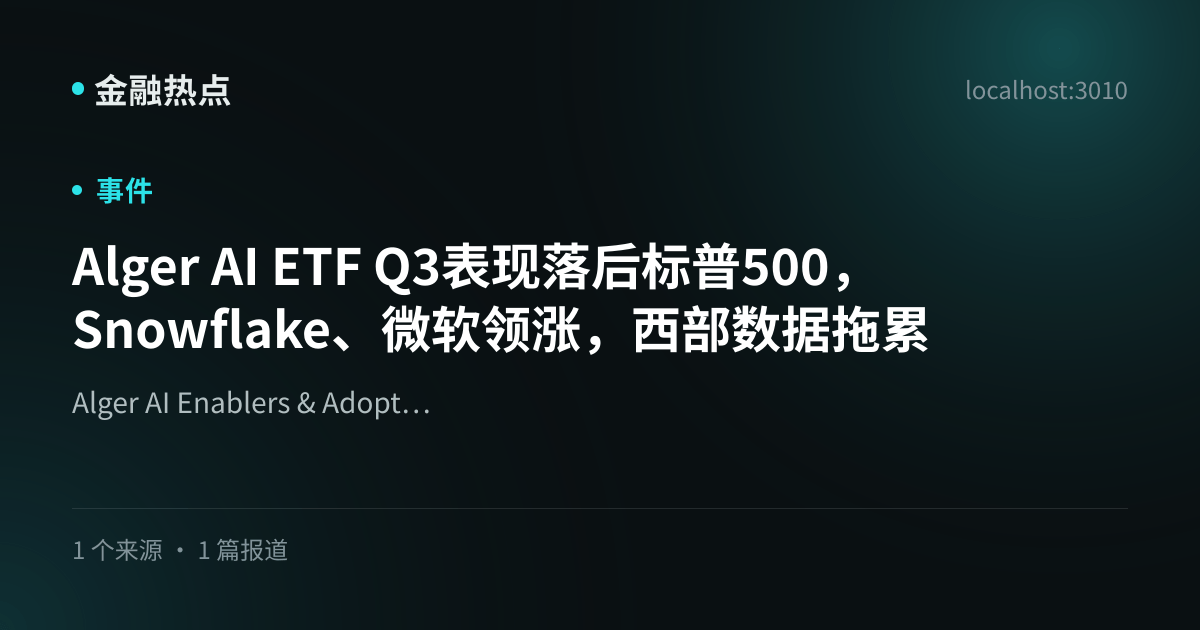 金融热点
localhost:3010
事件
Alger AI ETF Q3表现落后标普500，
Snowflake、微软领涨，西部数据拖累
Alger AI Enablers & Adopt…
1 个来源 · 1 篇报道